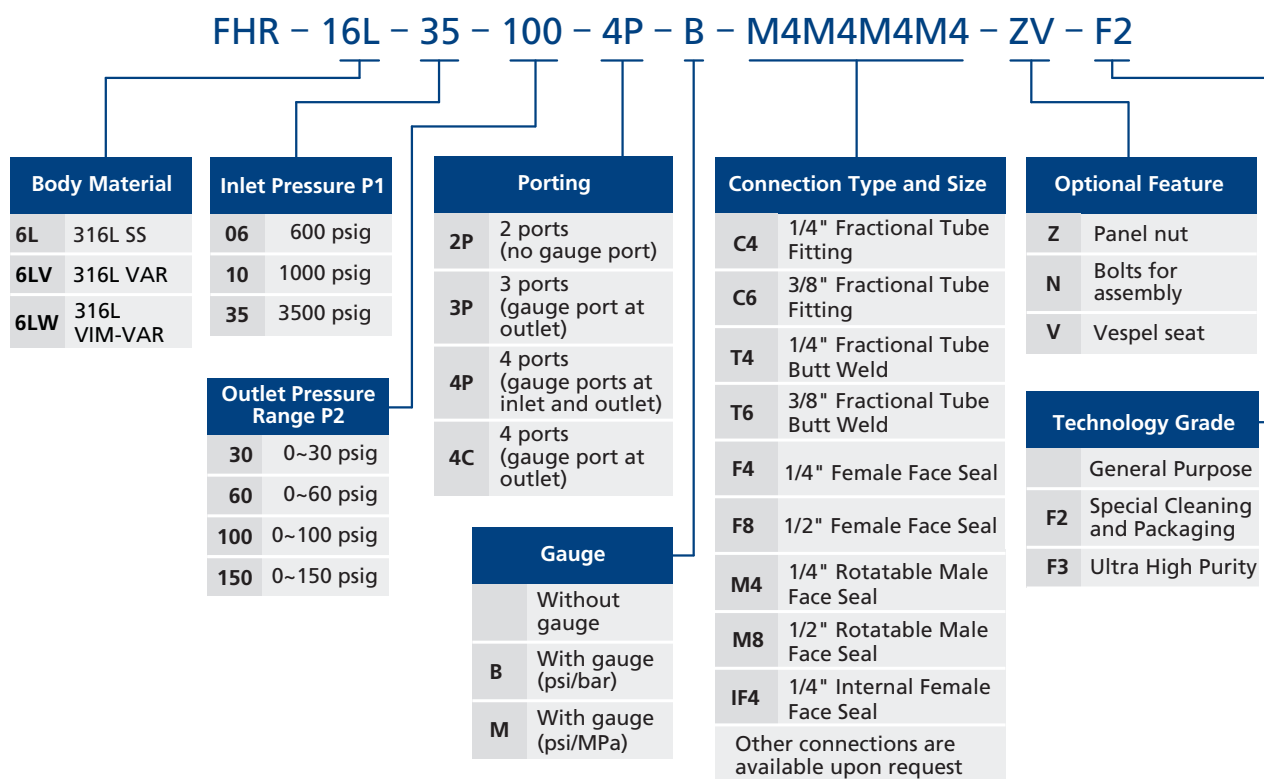 FHR – 16L – 35 – 100 – 4P – B – M4M4M4M4 – ZV – F2
Body Material
6L 316L SS
6LV 316L VAR
6LW 316L
VIM-VAR
Inlet Pressure P1
06 600 psig
10 1000 psig
35 3500 psig
Outlet Pressure
Range P2
30 0~30 psig
60 0~60 psig
100 0~100 psig
150 0~150 psig
Porting
2P 2 ports
(no gauge port)
3P 3 ports
(gauge port at
outlet)
4P 4 ports
(gauge ports at
inlet and outlet)
4C 4 ports
(gauge port at
outlet)
Gauge
Without
gauge
B With gauge
(psi/bar)
M With gauge
(psi/MPa)
Connection Type and Size
C4 1/4" Fractional Tube
Fitting
C6 3/8" Fractional Tube
Fitting
T4 1/4" Fractional Tube
Butt Weld
T6 3/8" Fractional Tube
Butt Weld
F4 1/4" Female Face Seal
F8 1/2" Female Face Seal
M4 1/4" Rotatable Male
Face Seal
M8 1/2" Rotatable Male
Face Seal
IF4 1/4" Internal Female
Face Seal
Other connections are
available upon request
Optional Feature
Z Panel nut
N Bolts for
assembly
V Vespel seat
Technology Grade
General Purpose
F2 Special Cleaning
and Packaging
F3 Ultra High Purity